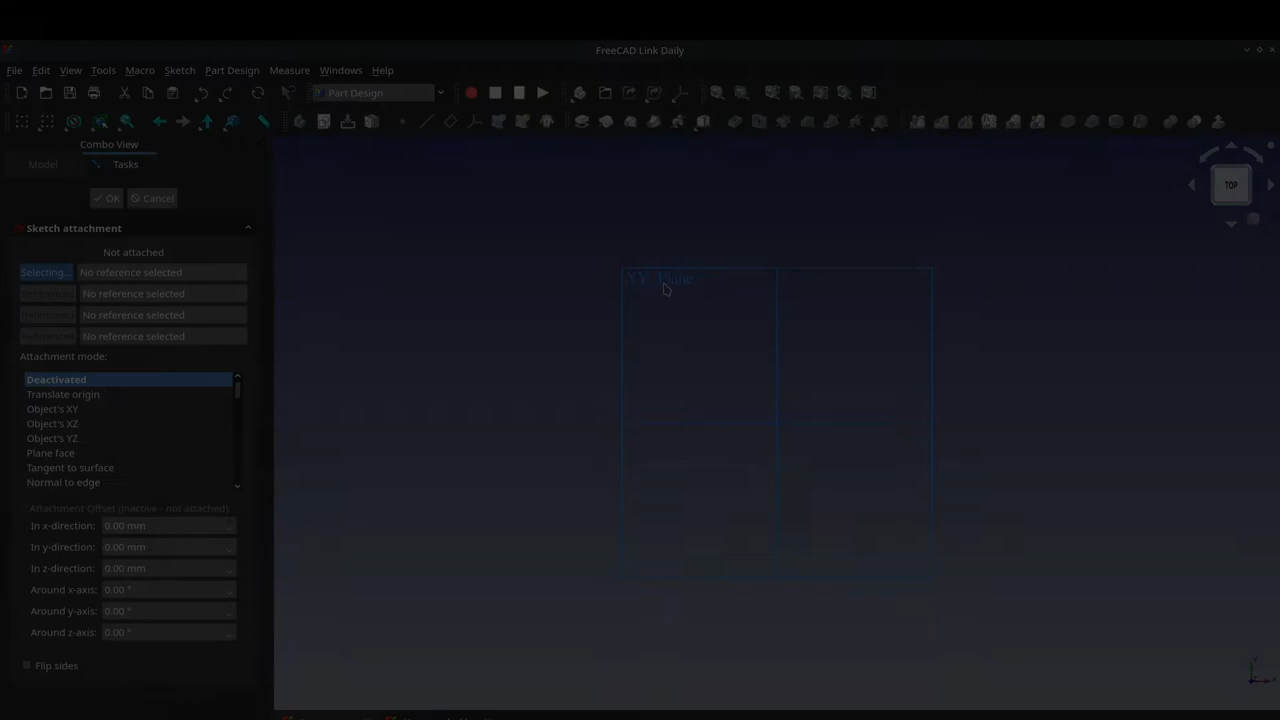 FreeCAD Link Daily
File Edit View Tools Macro Sketch Part Design Measure Windows Help
Part Design
Combo View
Model Tasks
OK Cancel
TOP
Sketch attachment
Not attached
Selecting... No reference selected
No reference selected
No reference selected
No reference selected
XY_Plane
Attachment mode:
Deactivated
Translate origin
Object's XY
Object's XZ
Object's YZ
Plane face
Tangent to surface
Normal to edge
Attachment Offset (inactive - not attached):
In x-direction: 0.00 mm
In y-direction: 0.00 mm
In z-direction: 0.00 mm
Around x-axis: 0.00 °
Around y-axis: 0.00 °
Around z-axis: 0.00 °
Flip sides